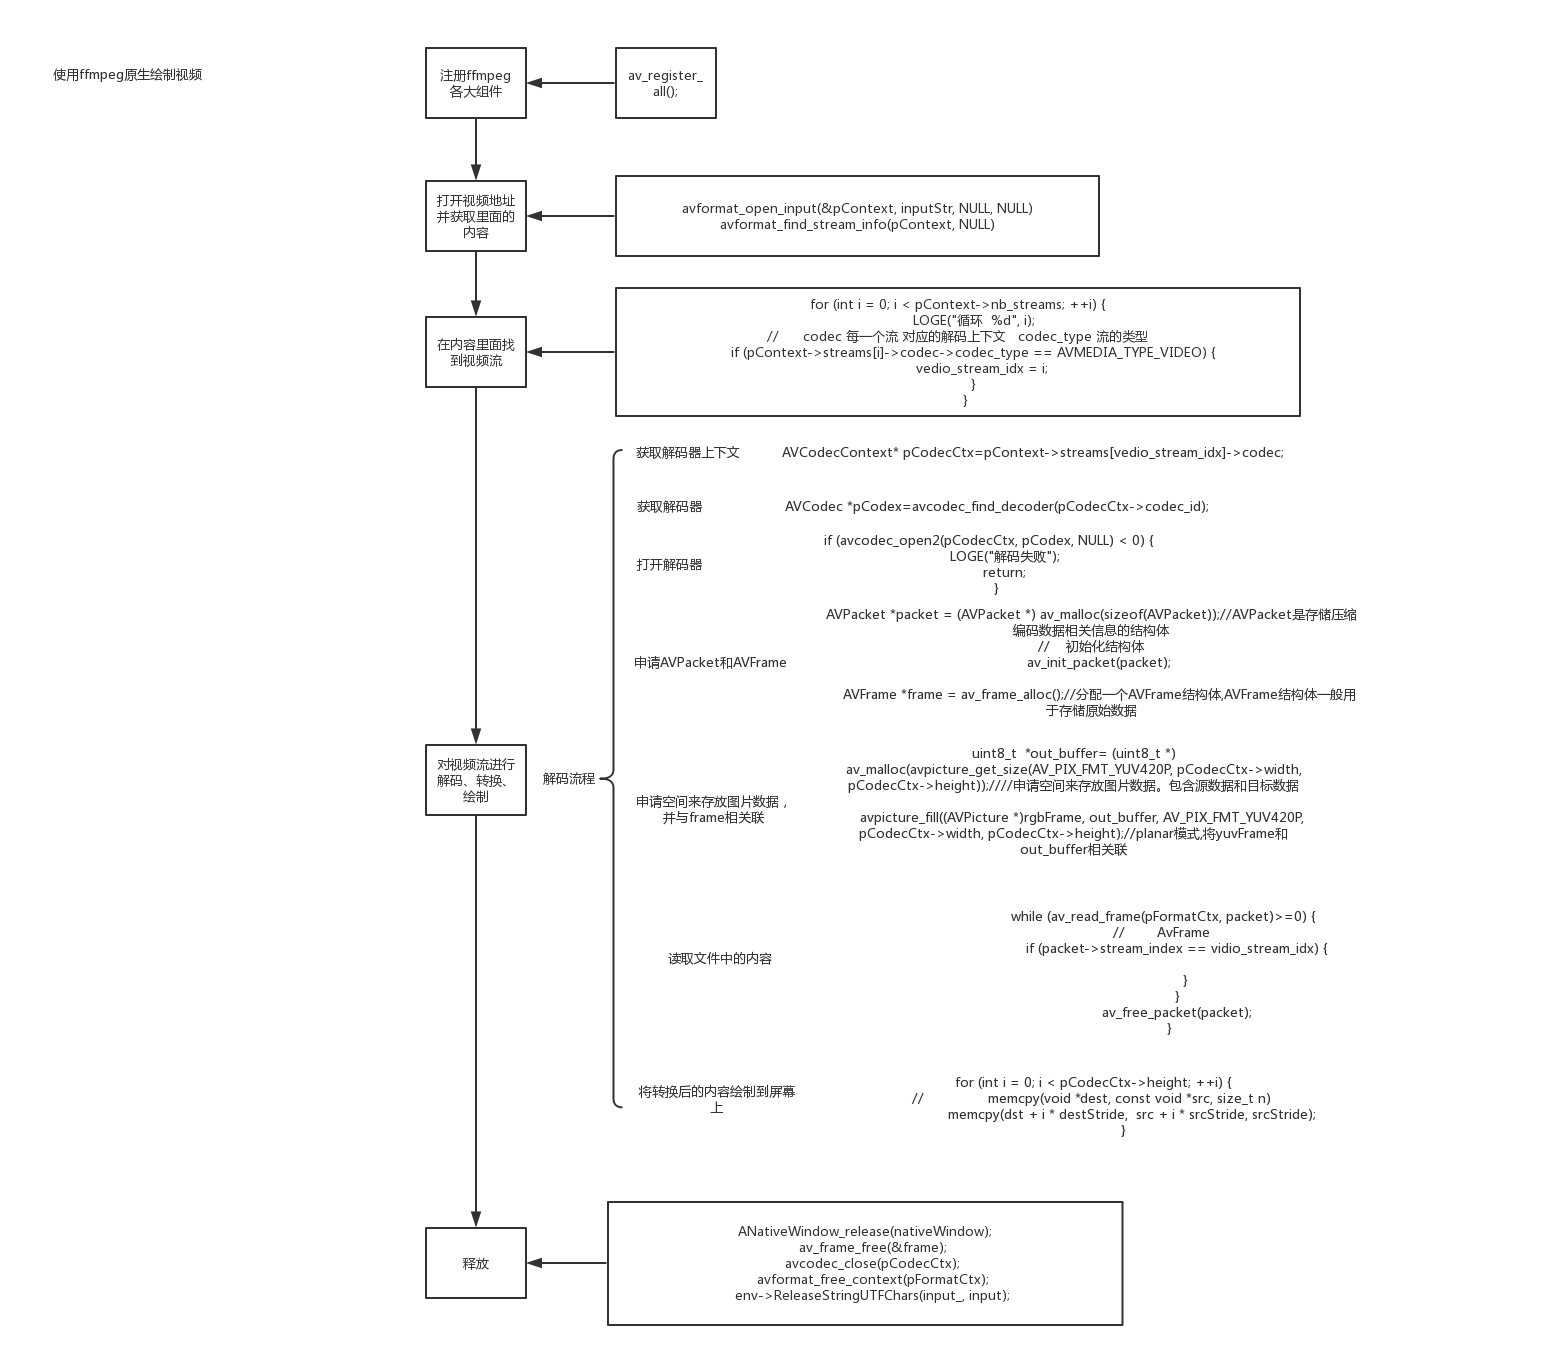 使用ffmpeg原生绘制视频
注册ffmpeg
各大组件
av_register_
all();
打开视频地址
并获取里面的
内容
avformat_open_input(&pContext, inputStr, NULL, NULL)
avformat_find_stream_info(pContext, NULL)
在内容里面找
到视频流
for (int i = 0; i < pContext->nb_streams; ++i) {
LOGE("循环  %d", i);
//      codec 每一个流 对应的解码上下文   codec_type 流的类型
if (pContext->streams[i]->codec->codec_type == AVMEDIA_TYPE_VIDEO) {
vedio_stream_idx = i;
}
}
对视频流进行
解码、转换、
绘制
解码流程
获取解码器上下文
AVCodecContext* pCodecCtx=pContext->streams[vedio_stream_idx]->codec;
获取解码器
AVCodec *pCodex=avcodec_find_decoder(pCodecCtx->codec_id);
打开解码器
if (avcodec_open2(pCodecCtx, pCodex, NULL) < 0) {
LOGE("解码失败");
return;
}
申请AVPacket和AVFrame
AVPacket *packet = (AVPacket *) av_malloc(sizeof(AVPacket));//AVPacket是存储压缩
编码数据相关信息的结构体
//    初始化结构体
av_init_packet(packet);
AVFrame *frame = av_frame_alloc();//分配一个AVFrame结构体,AVFrame结构体一般用
于存储原始数据
申请空间来存放图片数据，
并与frame相关联
uint8_t  *out_buffer= (uint8_t *)
av_malloc(avpicture_get_size(AV_PIX_FMT_YUV420P, pCodecCtx->width,
pCodecCtx->height));////申请空间来存放图片数据。包含源数据和目标数据
avpicture_fill((AVPicture *)rgbFrame, out_buffer, AV_PIX_FMT_YUV420P,
pCodecCtx->width, pCodecCtx->height);//planar模式,将yuvFrame和
out_buffer相关联
读取文件中的内容
while (av_read_frame(pFormatCtx, packet)>=0) {
//        AvFrame
if (packet->stream_index == vidio_stream_idx) {
}
}
av_free_packet(packet);
}
将转换后的内容绘制到屏幕
上
for (int i = 0; i < pCodecCtx->height; ++i) {
//                memcpy(void *dest, const void *src, size_t n)
memcpy(dst + i * destStride,  src + i * srcStride, srcStride);
}
释放
ANativeWindow_release(nativeWindow);
av_frame_free(&frame);
avcodec_close(pCodecCtx);
avformat_free_context(pFormatCtx);
env->ReleaseStringUTFChars(input_, input);